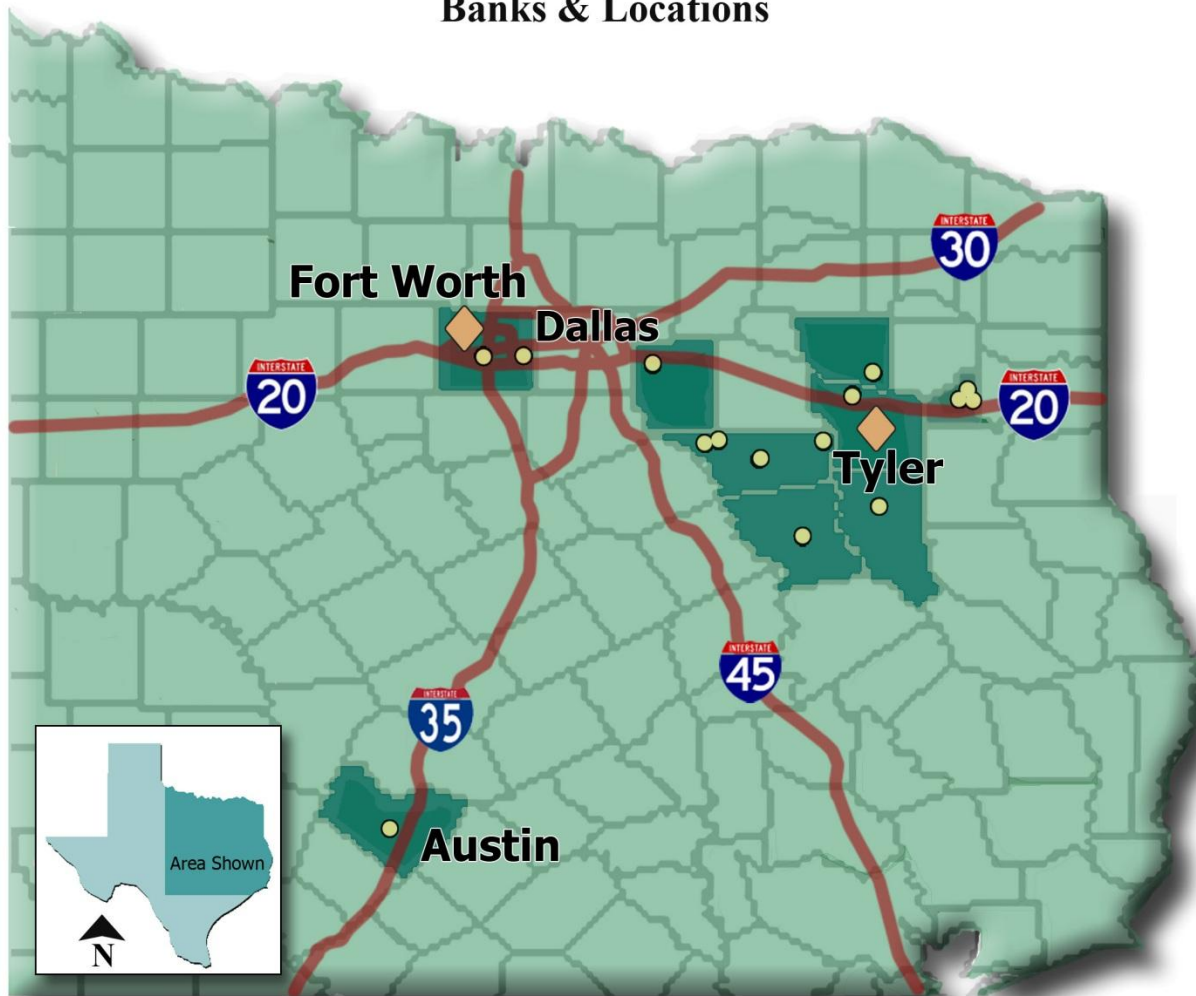 Banks & Locations
INTERSTATE
30
Fort Worth
Dallas
INTERSTATE
20
INTERSTATE
20
Tyler
INTERSTATE
45
INTERSTATE
35
Austin
Area Shown
N